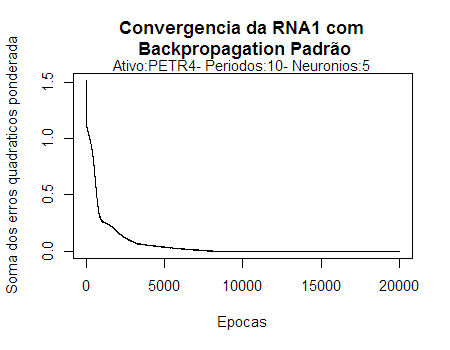 Convergencia da RNA1 com
Backpropagation Padrão
Ativo:PETR4- Periodos:10- Neuronios:5
Soma dos erros quadraticos ponderada
1.5
1.0
0.5
0.0
0 5000 10000 15000 20000
Epocas